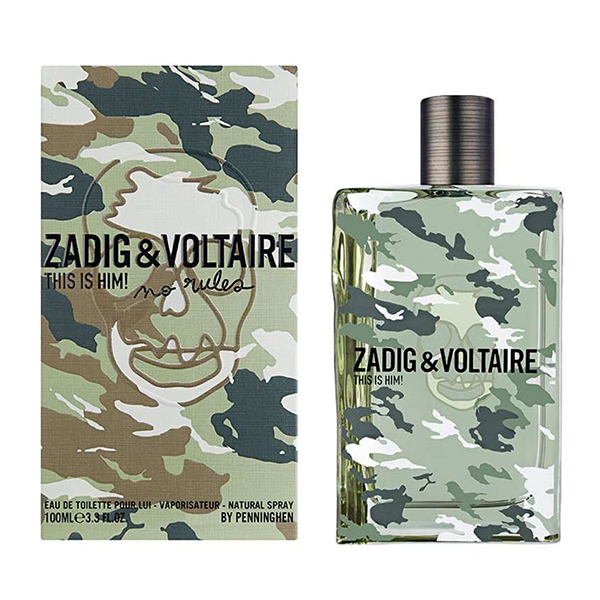 ZADIG & VOLTAIRE
THIS IS HIM! no rules
EAU DE TOILETTE POUR LUI - VAPORISATEUR - NATURAL SPRAY
100ML℮3.3 FL.OZ. BY PENNINGHEN
ZADIG & VOLTAIRE
THIS IS HIM!